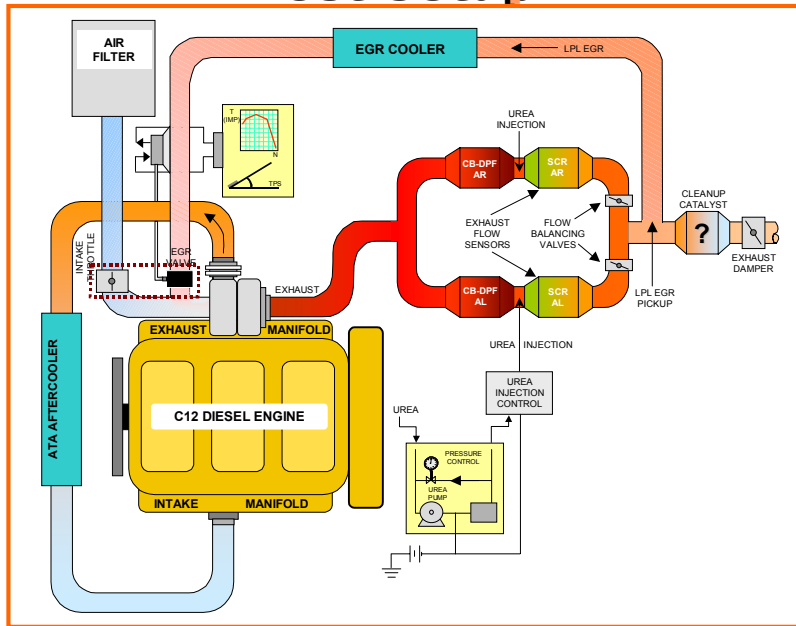 AIR
FILTER
EGR COOLER
LPL EGR
T
(IMP)
N
TPS
UREA
INJECTION
CB-DPF
AR
SCR
AR
CLEANUP
CATALYST
?
EXHAUST
FLOW
SENSORS
FLOW
BALANCING
VALVES
EXHAUST
DAMPER
INTAKE
THROTTLE
EGR
VALVE
EXHAUST
CB-DPF
AL
SCR
AL
LPL EGR
PICKUP
EXHAUST MANIFOLD
UREA INJECTION
ATA AFTERCOOLER
C12 DIESEL ENGINE
UREA
INJECTION
CONTROL
UREA
PRESSURE
CONTROL
UREA
PUMP
INTAKE MANIFOLD